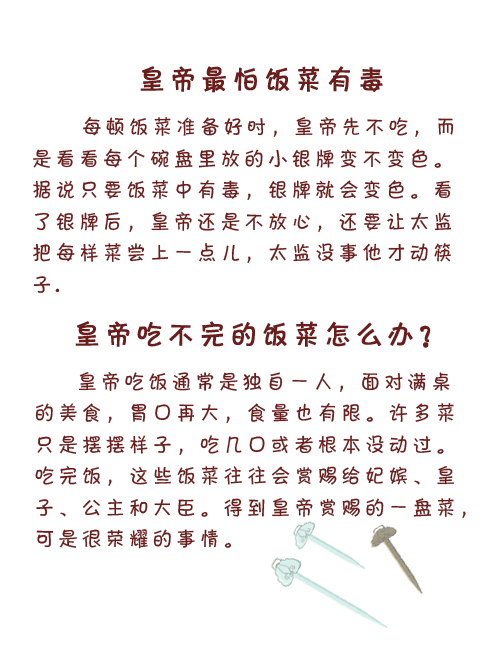 皇帝最怕饭菜有毒
每顿饭菜准备好时，皇帝先不吃，而
是看看每个碗盘里放的小银牌变不变色。
据说只要饭菜中有毒，银牌就会变色。看
了银牌后，皇帝还是不放心，还要让太监
把每样菜尝上一点儿，太监没事他才动筷
子.
皇帝吃不完的饭菜怎么办？
皇帝吃饭通常是独自一人，面对满桌
的美食，胃口再大，食量也有限。许多菜
只是摆摆样子，吃几口或者根本没动过。
吃完饭，这些饭菜往往会赏赐给妃嫔、皇
子、公主和大臣。得到皇帝赏赐的一盘菜，
可是很荣耀的事情。